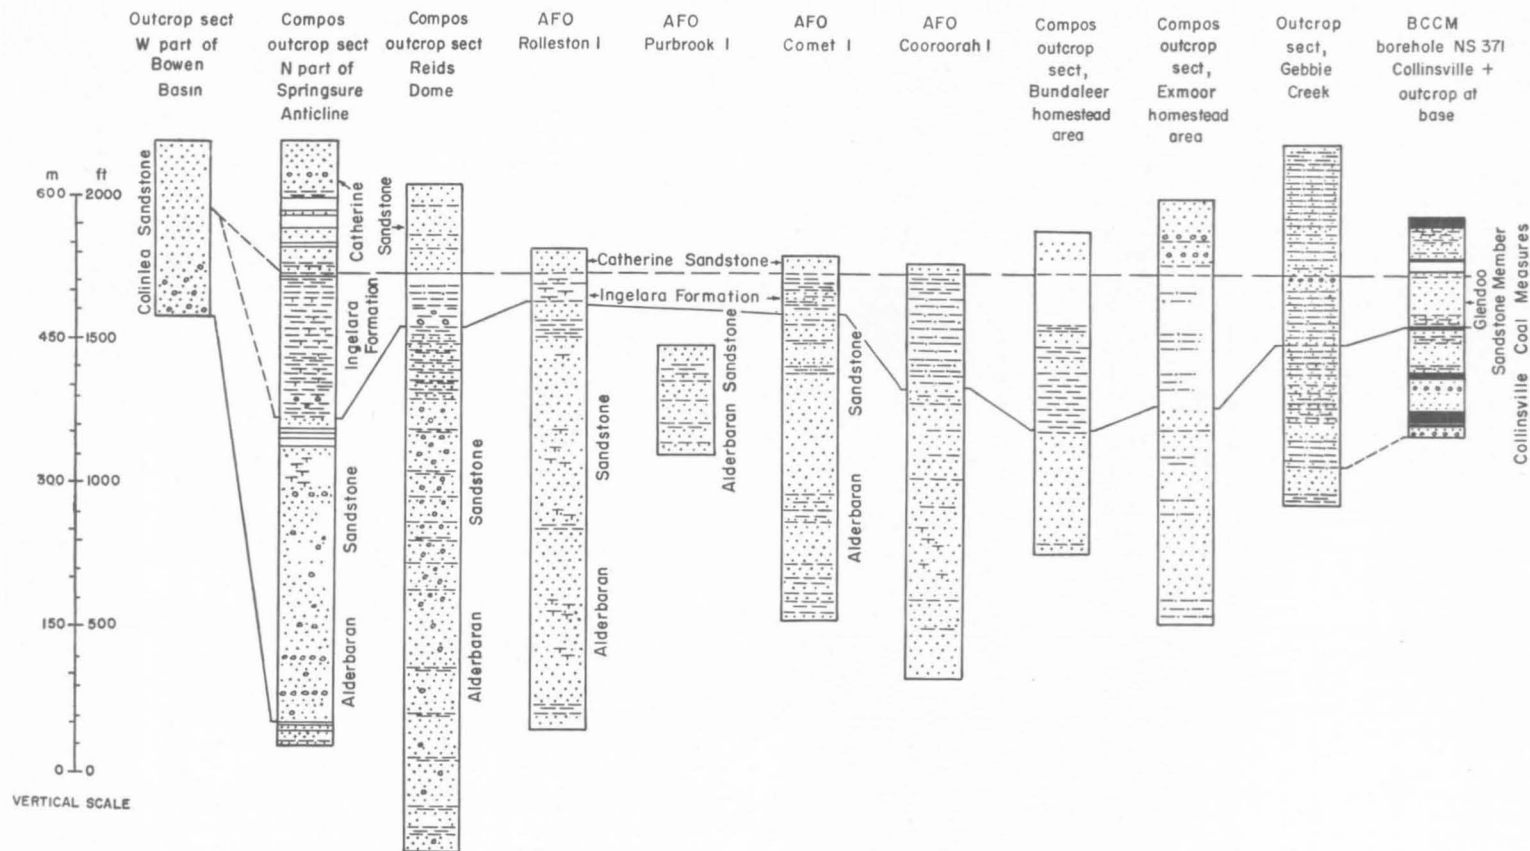 Outcrop sect
W part of
Bowen
Basin
Compos
outcrop sect
N part of
Springsure
Anticline
Compos
outcrop sect
Reids
Dome
AFO
Rolleston I
AFO
Purbrook I
AFO
Comet I
AFO
Cooroorah I
Compos
outcrop
sect,
Bundaleer
homestead
area
Compos
outcrop
sect,
Exmoor
homestead
area
Outcrop
sect,
Gebbie
Creek
BCCM
borehole NS 371
Collinsville +
outcrop at
base
m ft
600 2000
450 1500
300 1000
150 500
0 0
VERTICAL SCALE
Colinlea Sandstone
Catherine
Sandstone
Ingelara
Formation
Alderbaran Sandstone
Alderbaran Sandstone
Catherine Sandstone
Ingelara Formation
Alderbaran Sandstone
Alderbaran Sandstone
Alderbaran Sandstone
Glendoo
Sandstone Member
Collinsville Coal Measures